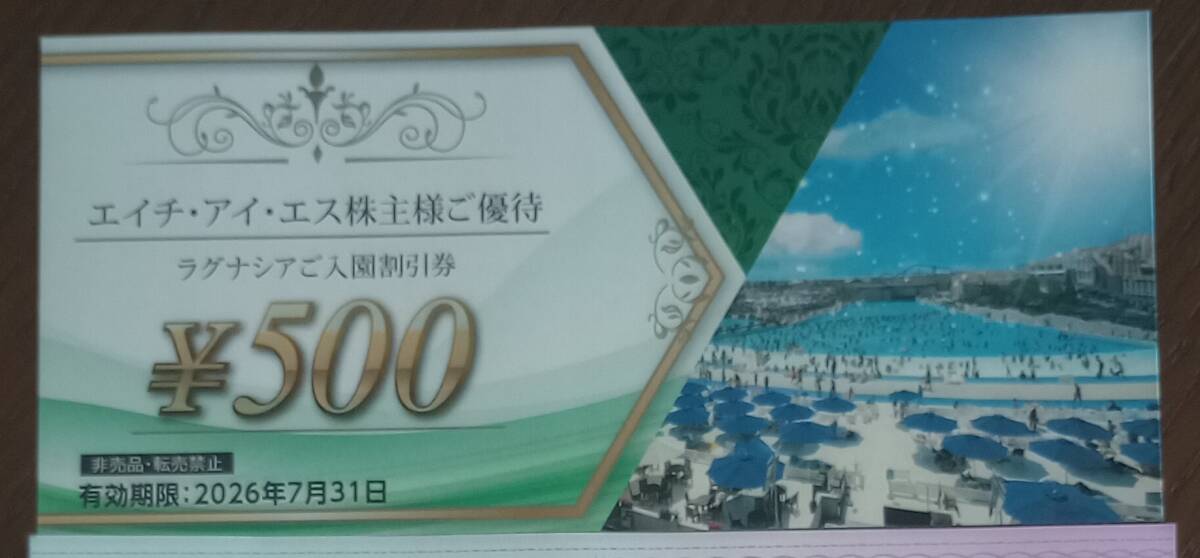 エイチ・アイ・エス株主様ご優待
ラグナシアご入園割引券
¥500
非売品・転売禁止
有効期限:2026年7月31日